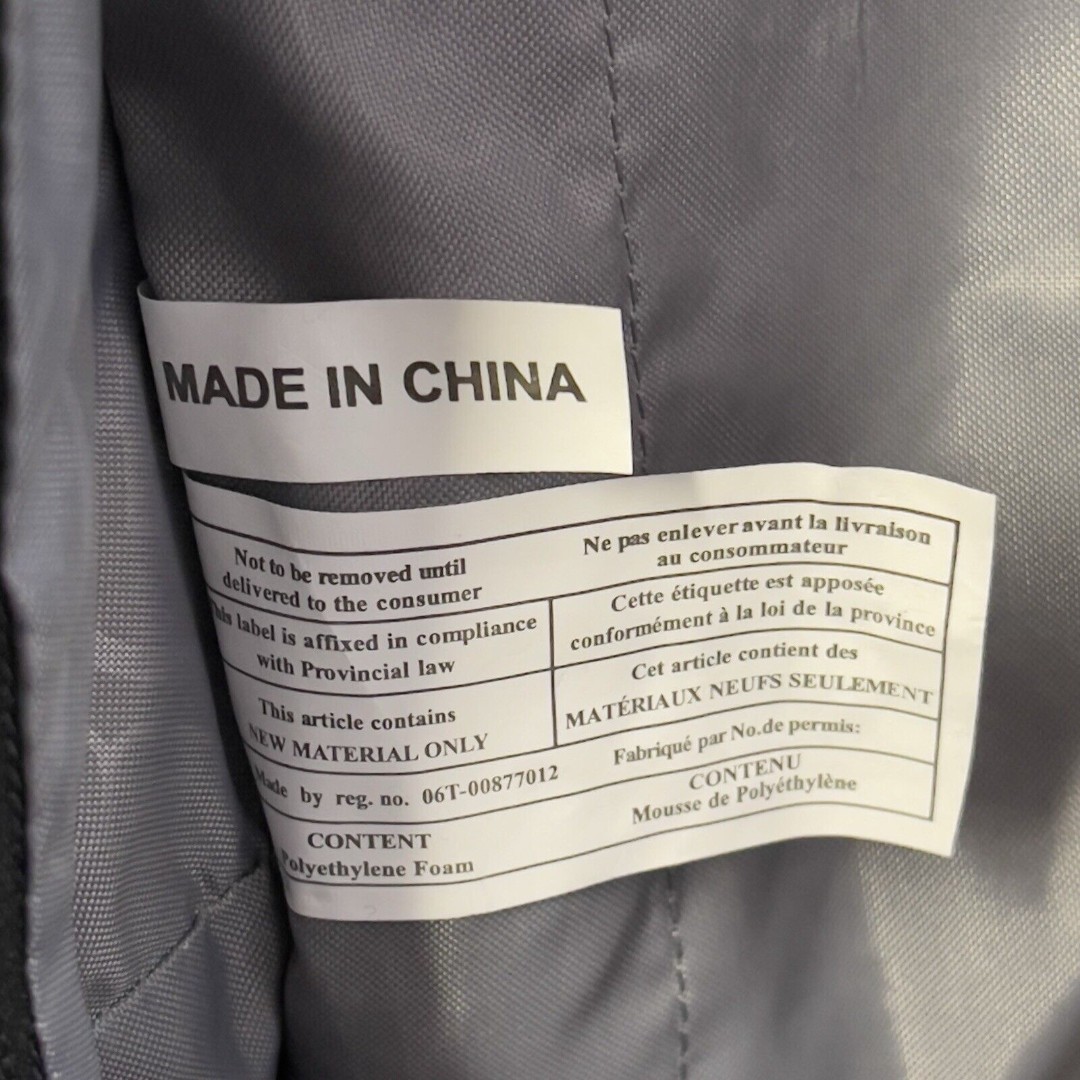 MADE IN CHINA
Not to be removed until
delivered to the consumer
Ne pas enlever avant la livraison
au consommateur
This label is affixed in compliance
with Provincial law
Cette étiquette est apposée
conformément à la loi de la province
This article contains
NEW MATERIAL ONLY
Cet article contient des
MATÉRIAUX NEUFS SEULEMENT
Made by reg. no. 06T-00877012
Fabriqué par No.de permis:
CONTENT
Polyethylene Foam
CONTENU
Mousse de Polyéthylène